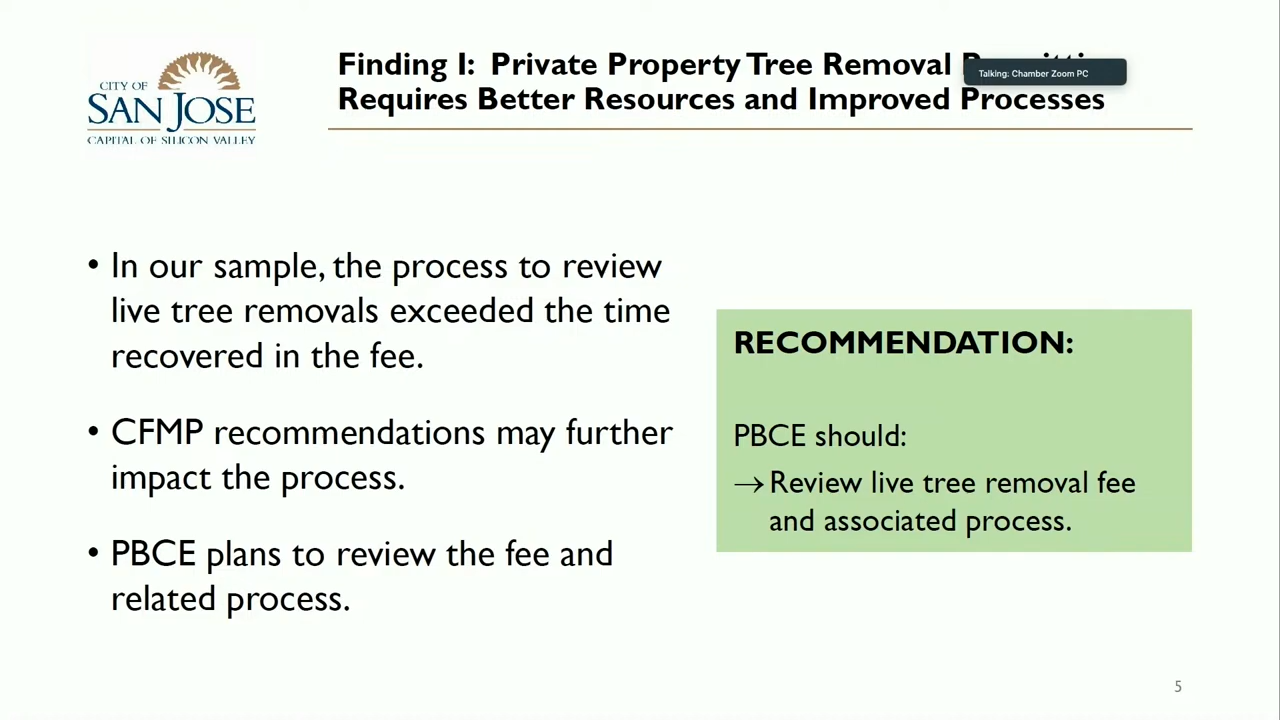 CITY OF
SAN JOSE
CAPITAL OF SILICON VALLEY
Finding I: Private Property Tree Removal
Talking: Chamber Zoom PC
Requires Better Resources and Improved Processes
• In our sample, the process to review
live tree removals exceeded the time
recovered in the fee.
• CFMP recommendations may further
impact the process.
• PBCE plans to review the fee and
related process.
RECOMMENDATION:
PBCE should:
→ Review live tree removal fee
and associated process.
5